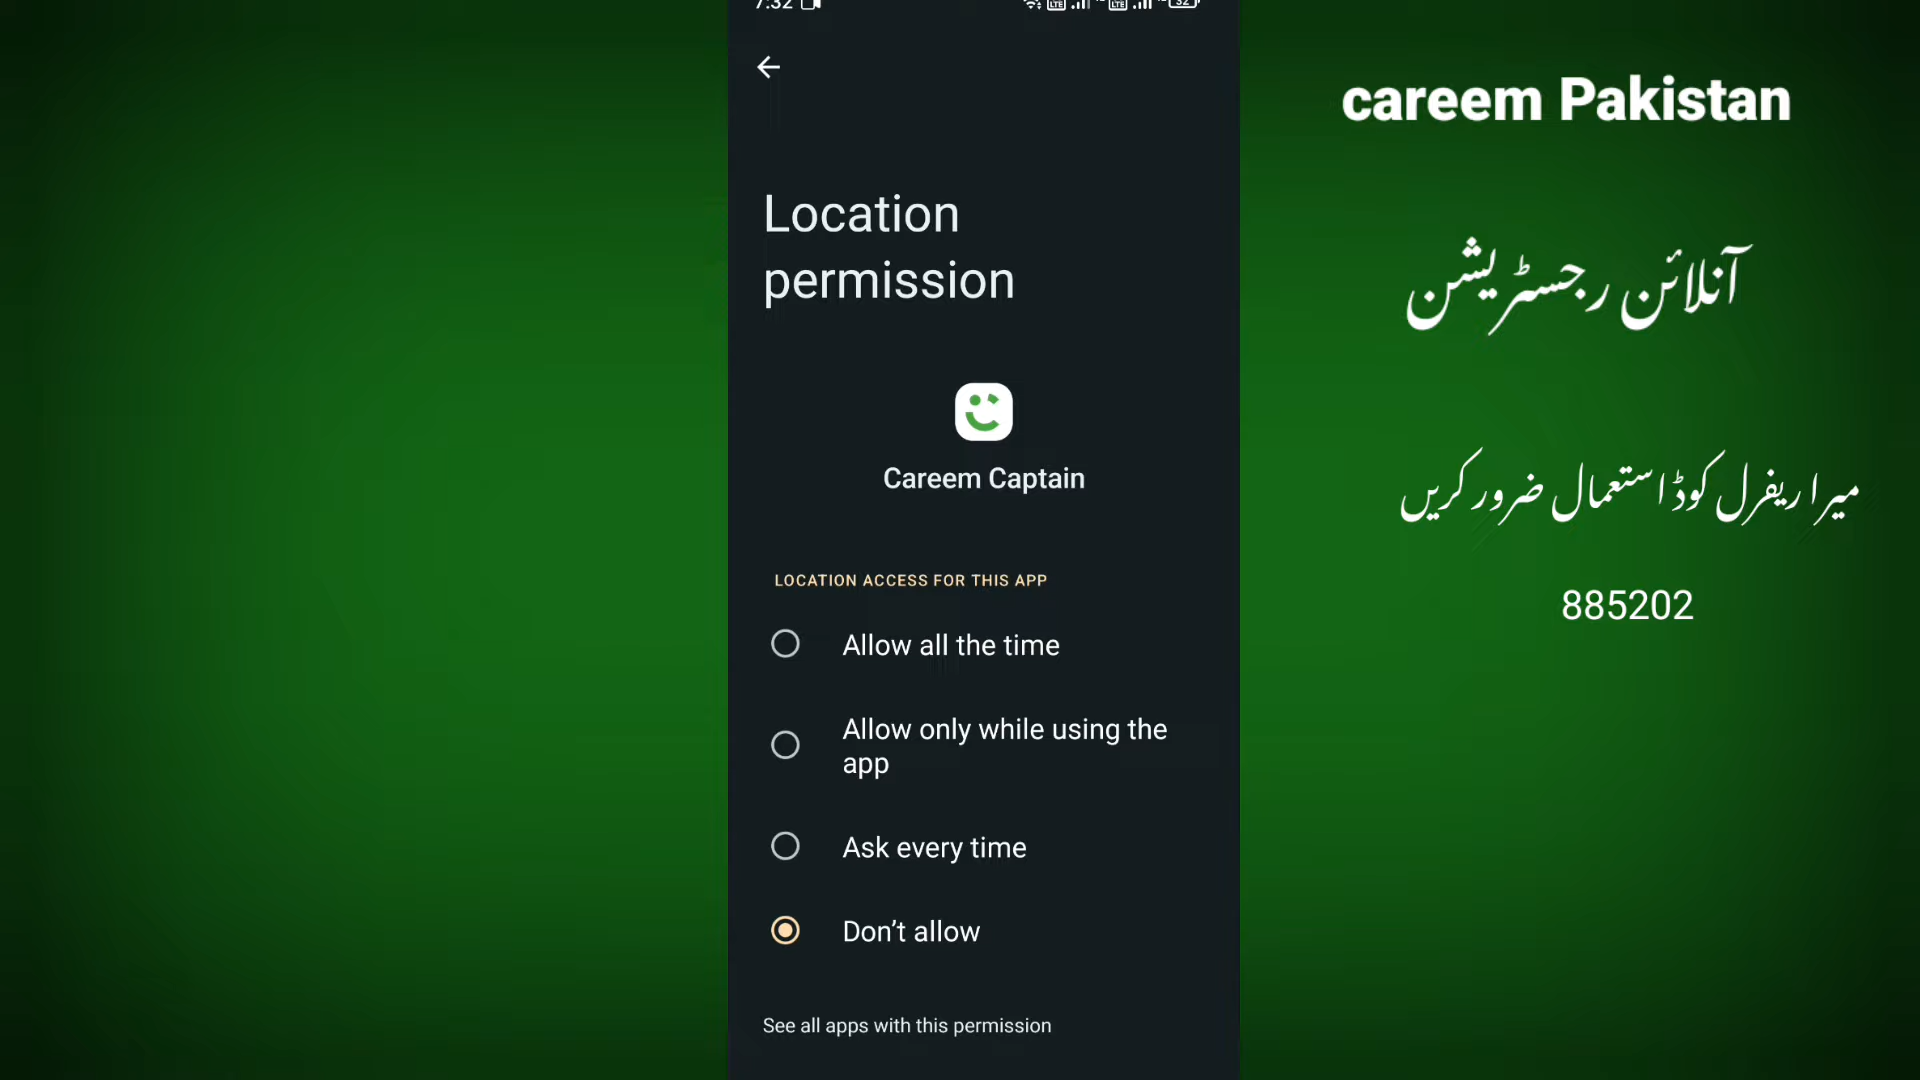 7:32
Location
permission
Careem Captain
LOCATION ACCESS FOR THIS APP
Allow all the time
Allow only while using the
app
Ask every time
Don’t allow
See all apps with this permission
careem Pakistan
آنلائن رجسٹریشن
میرا ریفرل کوڈ استعمال ضرور کریں
885202